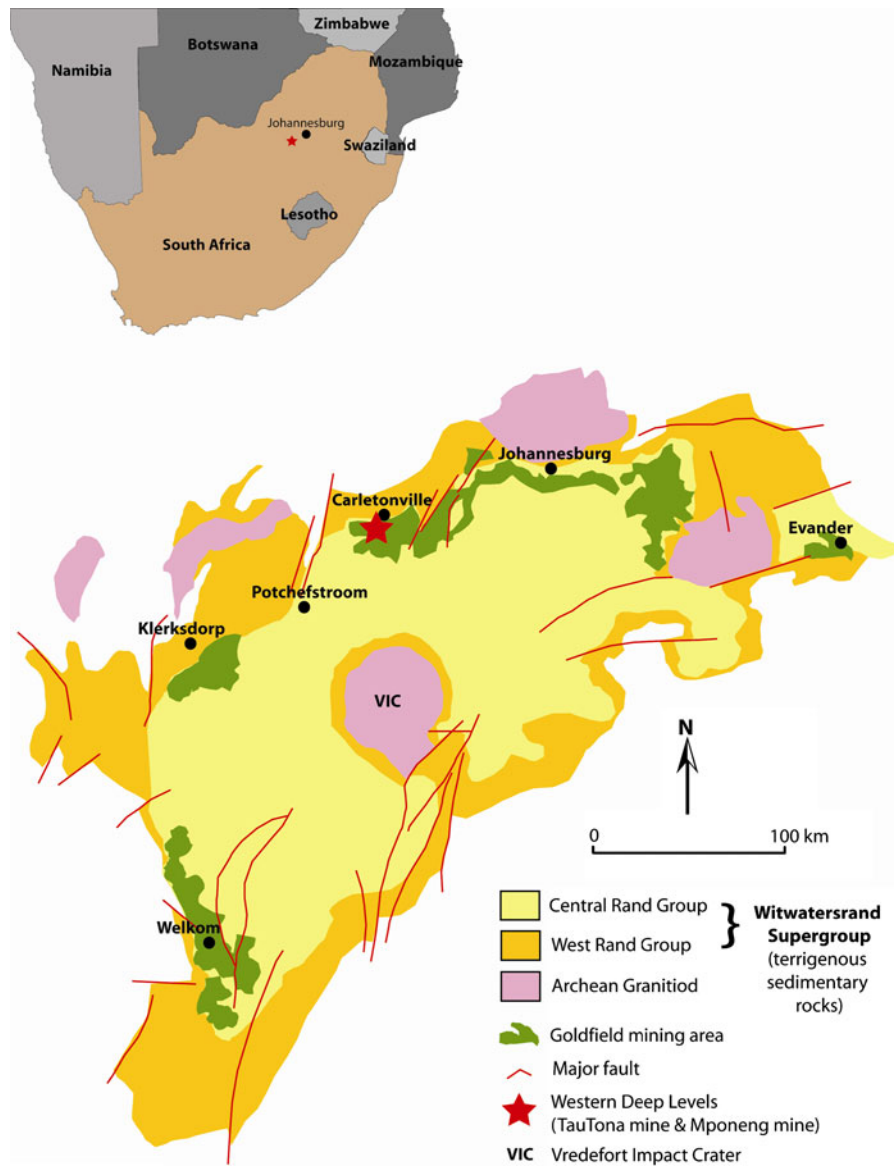 Zimbabwe
Botswana
Mozambique
Namibia
Johannesburg
Swaziland
Lesotho
South Africa
Johannesburg
Carletonville
Evander
Potchefstroom
Klerksdorp
VIC
N
0 100 km
Welkom
Central Rand Group
West Rand Group
} Witwatersrand
Supergroup
(terrigenous
sedimentary
rocks)
Archean Granitiod
Goldfield mining area
Major fault
Western Deep Levels
(TauTona mine & Mponeng mine)
VIC Vredefort Impact Crater